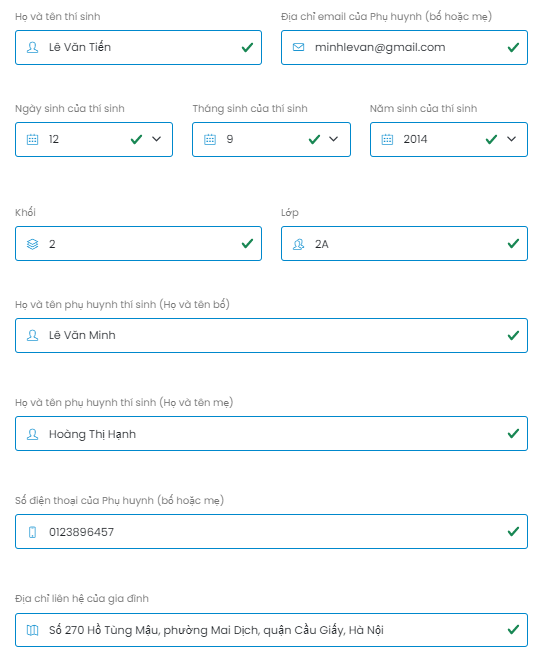 Họ và tên thí sinh
Địa chỉ email của Phụ huynh (bố hoặc mẹ)
Lê Văn Tiến
minhlevan@gmail.com
Ngày sinh của thí sinh
Tháng sinh của thí sinh
Năm sinh của thí sinh
12
9
2014
Khối
Lớp
2
2A
Họ và tên phụ huynh thí sinh (Họ và tên bố)
Lê Văn Minh
Họ và tên phụ huynh thí sinh (Họ và tên mẹ)
Hoàng Thị Hạnh
Số điện thoại của Phụ huynh (bố hoặc mẹ)
0123896457
Địa chỉ liên hệ của gia đình
Số 270 Hồ Tùng Mậu, phường Mai Dịch, quận Cầu Giấy, Hà Nội